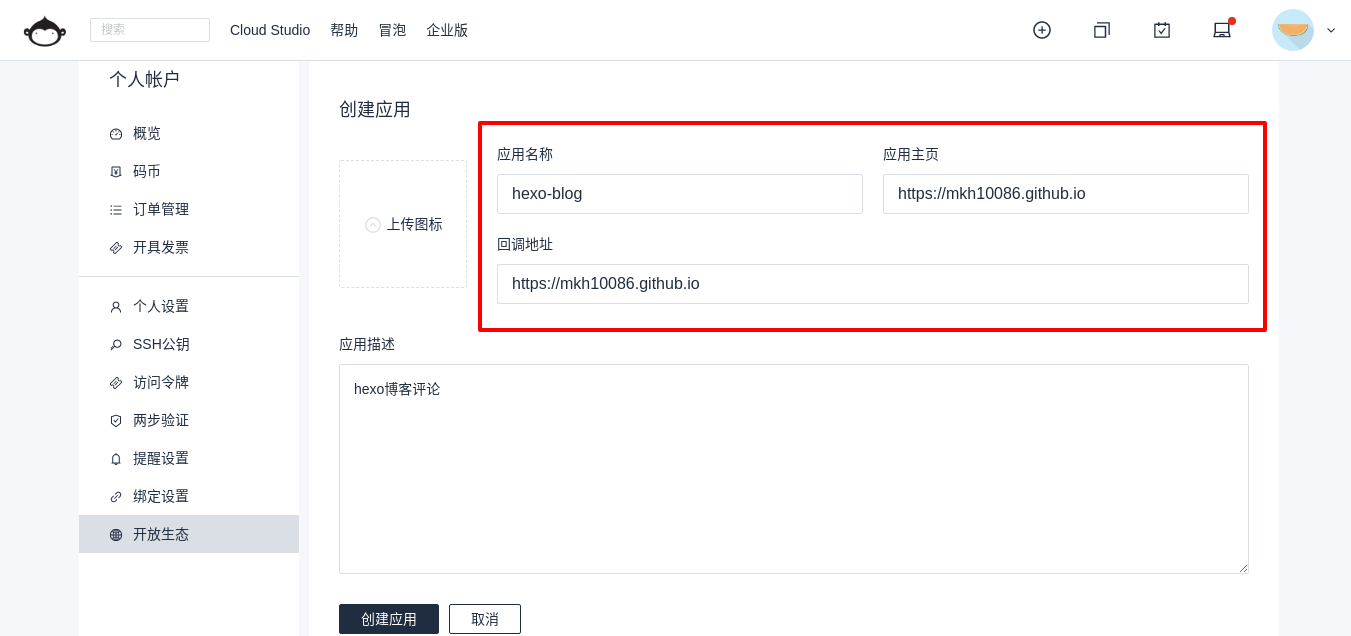 搜索
Cloud Studio 帮助 冒泡 企业版
个人帐户
概览
码币
订单管理
开具发票
个人设置
SSH公钥
访问令牌
两步验证
提醒设置
绑定设置
开放生态
创建应用
上传图标
应用名称
hexo-blog
应用主页
https://mkh10086.github.io
回调地址
https://mkh10086.github.io
应用描述
hexo博客评论
创建应用 取消